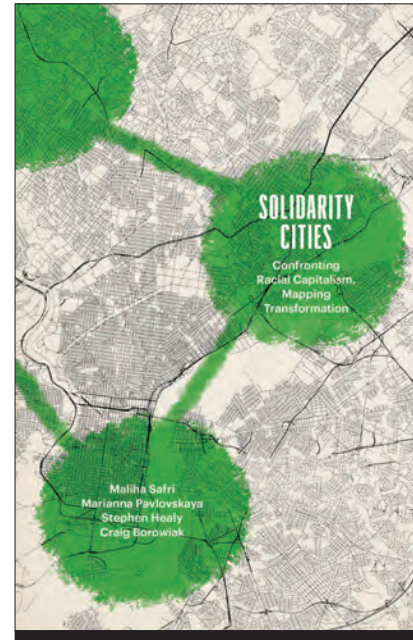 SOLIDARITY
CITIES
Confronting
Racial Capitalism,
Mapping
Transformation
Maliha Safri
Marianna Pavlovskaya
Stephen Healy
Craig Borowiak